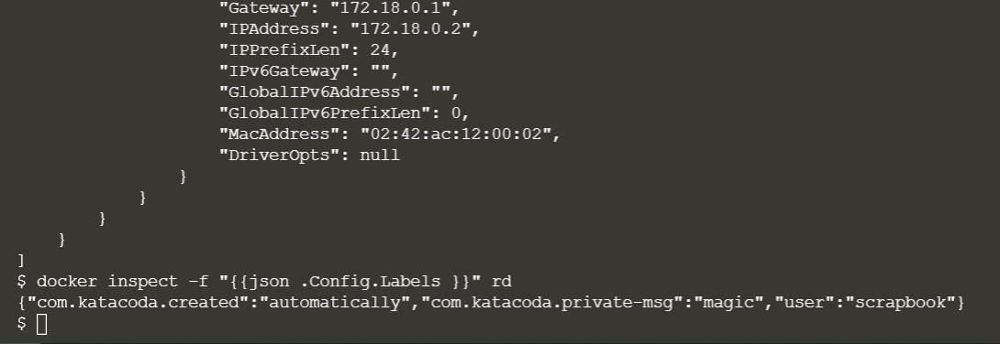 "Gateway": "172.18.0.1",
"IPAddress": "172.18.0.2",
"IPPrefixLen": 24,
"IPv6Gateway": "",
"GlobalIPv6Address": "",
"GlobalIPv6PrefixLen": 0,
"MacAddress": "02:42:ac:12:00:02",
"DriverOpts": null
}
}
}
}
]
$ docker inspect -f "{{json .Config.Labels }}" rd
{"com.katacoda.created":"automatically","com.katacoda.private-msg":"magic","user":"scrapbook"}
$